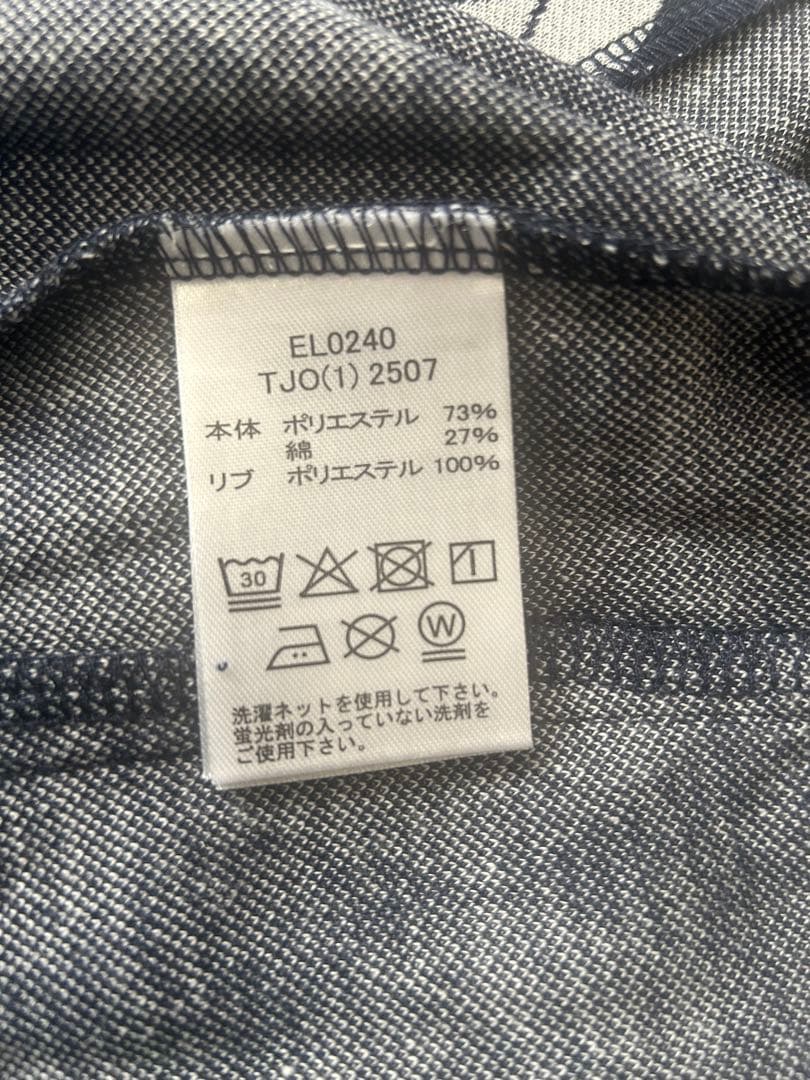 EL0240
TJO(1) 2507
本体 ポリエステル 73%
綿 27%
リブ ポリエステル 100%
30
W
洗濯ネットを使用して下さい。
蛍光剤の入っていない洗剤を
ご使用下さい。